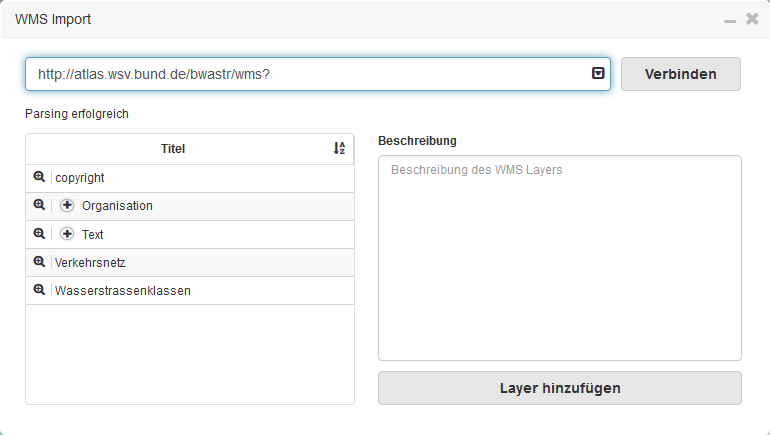 WMS Import
http://atlas.wsv.bund.de/bwastr/wms?
Verbinden
Parsing erfolgreich
Titel
copyright
Organisation
Text
Verkehrsnetz
Wasserstrassenklassen
Beschreibung
Beschreibung des WMS Layers
Layer hinzufügen